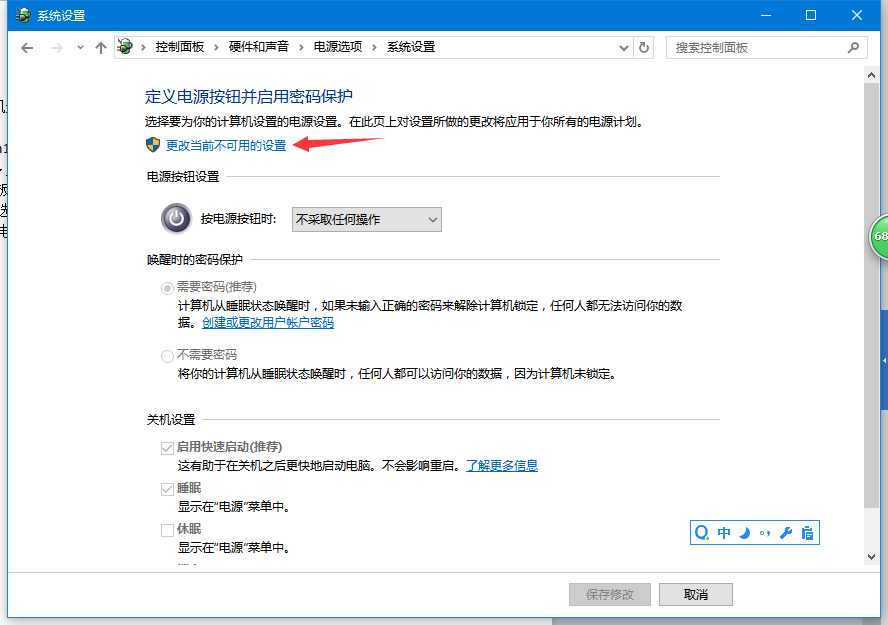 系统设置
控制面板 › 硬件和声音 › 电源选项 › 系统设置
搜索控制面板
定义电源按钮并启用密码保护
选择要为你的计算机设置的电源设置。在此页上对设置所做的更改将应用于你所有的电源计划。
更改当前不可用的设置
电源按钮设置
按电源按钮时: 不采取任何操作
唤醒时的密码保护
需要密码(推荐)
计算机从睡眠状态唤醒时，如果未输入正确的密码来解除计算机锁定，任何人都无法访问你的数
据。创建或更改用户帐户密码
不需要密码
将你的计算机从睡眠状态唤醒时，任何人都可以访问你的数据，因为计算机未锁定。
关机设置
启用快速启动(推荐)
这有助于在关机之后更快地启动电脑。不会影响重启。了解更多信息
睡眠
显示在“电源”菜单中。
休眠
显示在“电源”菜单中。
中
保存修改 取消
68